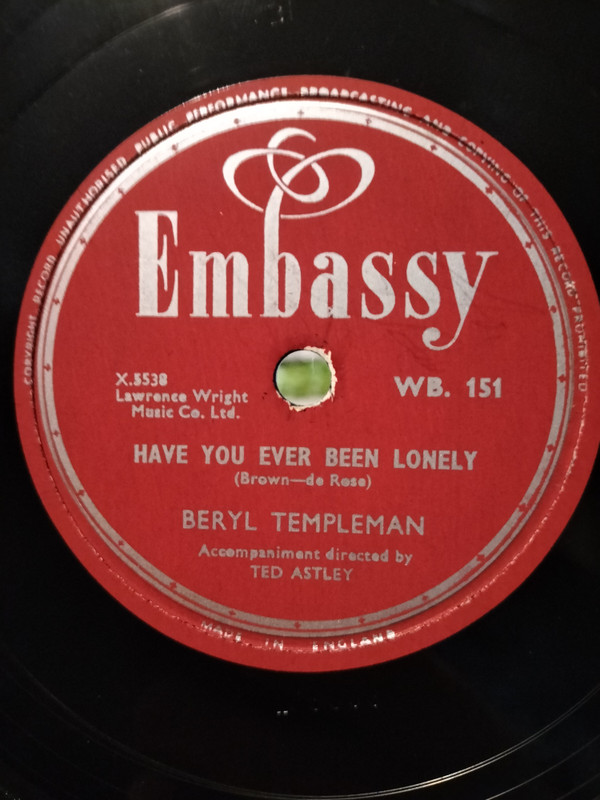 COPYRIGHT RECORD UNAUTHORISED PUBLIC PERFORMANCE BROADCASTING AND COPYING OF THIS RECORD PROHIBITED
Embassy
X.5538
Lawrence Wright
Music Co. Ltd.
WB. 151
HAVE YOU EVER BEEN LONELY
(Brown—de Rose)
BERYL TEMPLEMAN
Accompaniment directed by
TED ASTLEY
MADE IN ENGLAND